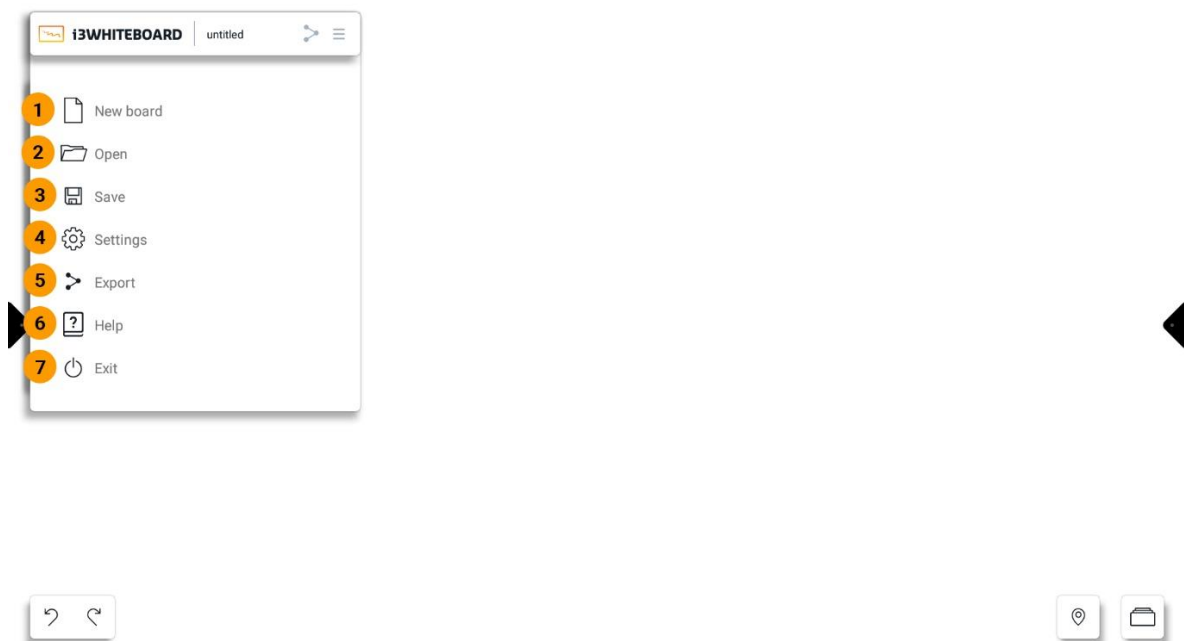 i3WHITEBOARD untitled
1 New board
2 Open
3 Save
4 Settings
5 Export
6 ? Help
7 Exit